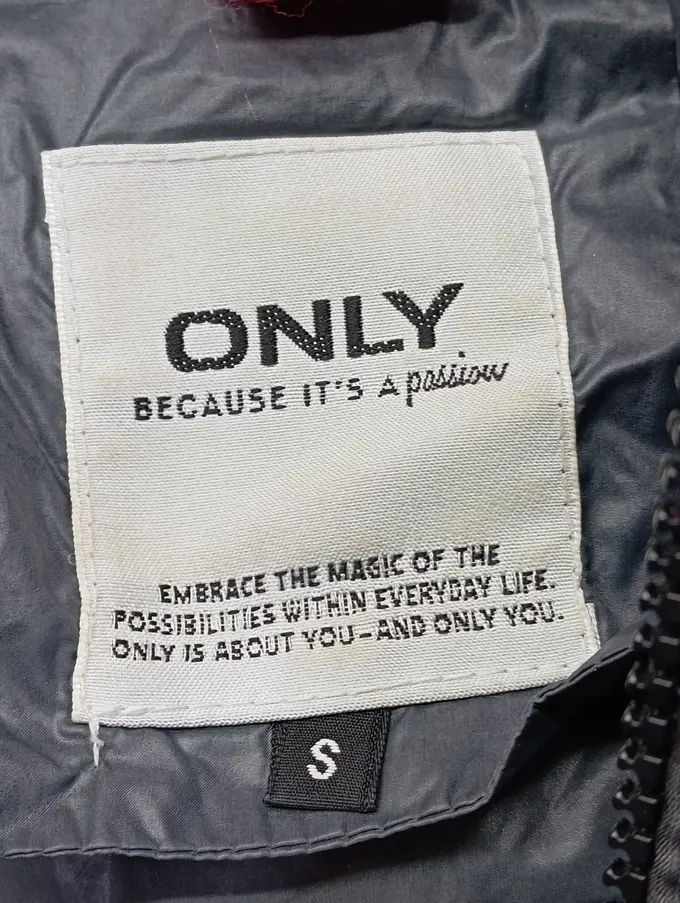 ONLY
BECAUSE IT'S A passion
EMBRACE THE MAGIC OF THE
POSSIBILITIES WITHIN EVERYDAY LIFE.
ONLY IS ABOUT YOU–AND ONLY YOU.
S